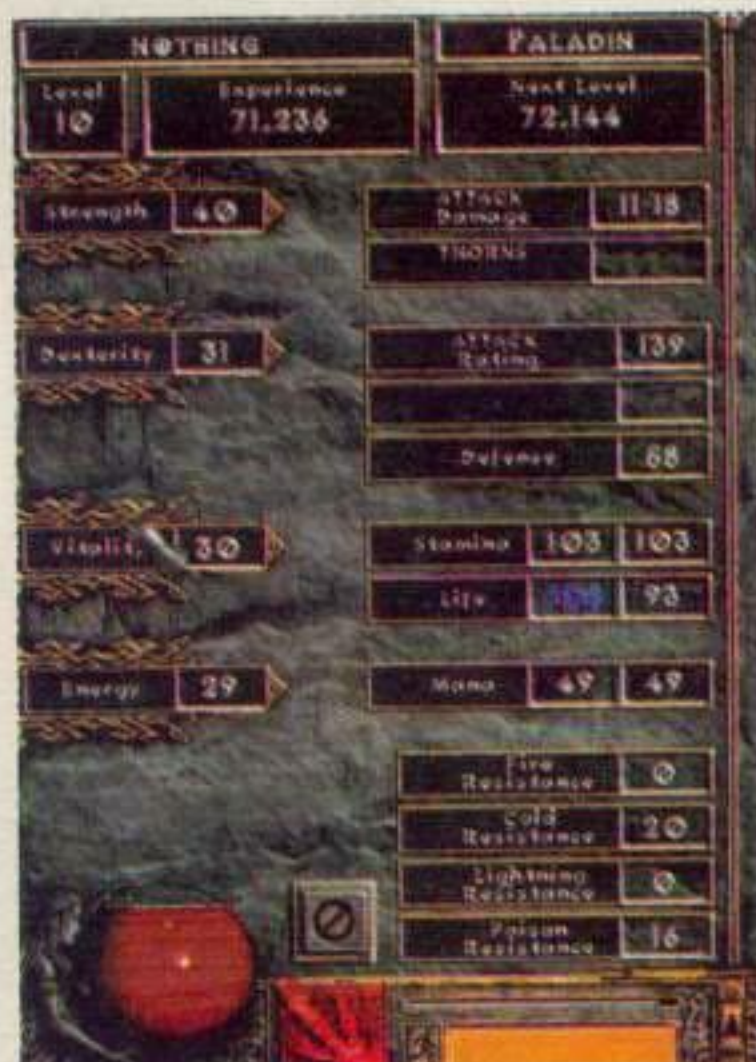 NOTHING PALADIN
Level Experience Next Level
10 71.236 72.144
Strength 40
ATTACK Damage 11-18
THORNS
Dexterity 31
Attack Rating 139
Defense 68
Vitality 30
Stamina 103 103
Life 93
Energy 29
Mana 49 49
Fire Resistance 0
Cold Resistance 20
Lightning Resistance 0
Poison Resistance 16